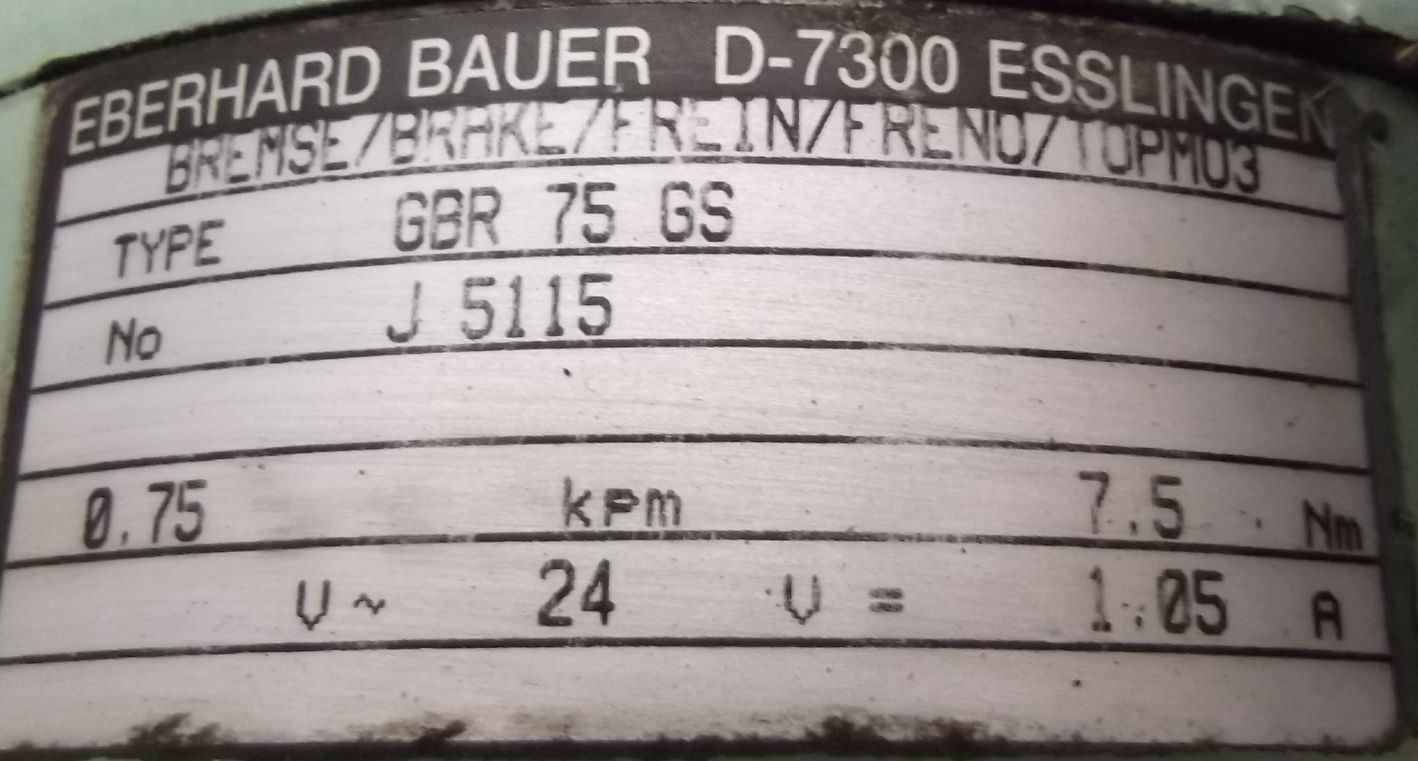 EBERHARD BAUER D-7300 ESSLINGEN
BREMSE/BRAKE/FREIN/FRENO/TOPMO3
TYPE GBR 75 GS
No J 5115
0.75 kpm 7.5 Nm
V ~ 24 V = 1.05 A